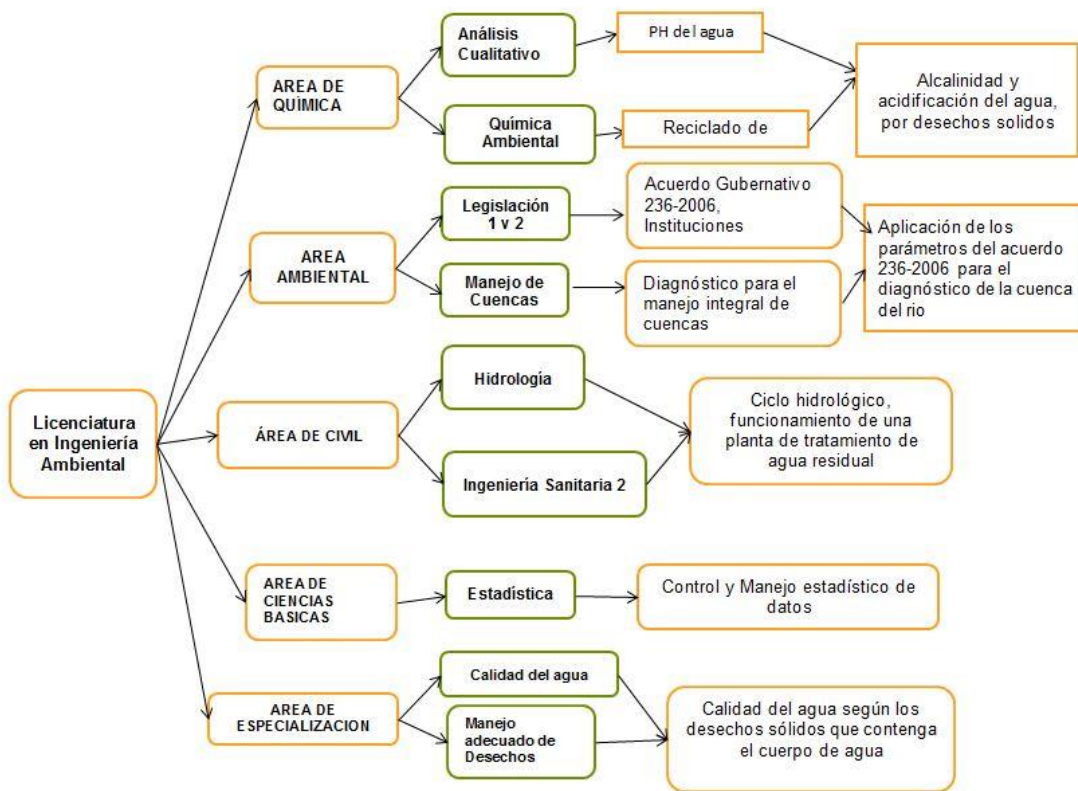 Licenciatura
en Ingeniería
Ambiental
AREA DE
QUÍMICA
Análisis
Cualitativo
PH del agua
Química
Ambiental
Reciclado de
Alcalinidad y
acidificación del agua,
por desechos solidos
AREA
AMBIENTAL
Legislación
1 v 2
Acuerdo Gubernativo
236-2006,
Instituciones
Manejo de
Cuencas
Diagnóstico para el
manejo integral de
cuencas
Aplicación de los
parámetros del acuerdo
236-2006 para el
diagnóstico de la cuenca
del rio
ÁREA DE CIVIL
Hidrología
Ingeniería Sanitaria 2
Ciclo hidrológico,
funcionamiento de una
planta de tratamiento de
agua residual
AREA DE
CIENCIAS
BASICAS
Estadística
Control y Manejo estadístico de
datos
AREA DE
ESPECIALIZACION
Calidad del agua
Manejo
adecuado de
Desechos
Calidad del agua según los
desechos sólidos que contenga
el cuerpo de agua